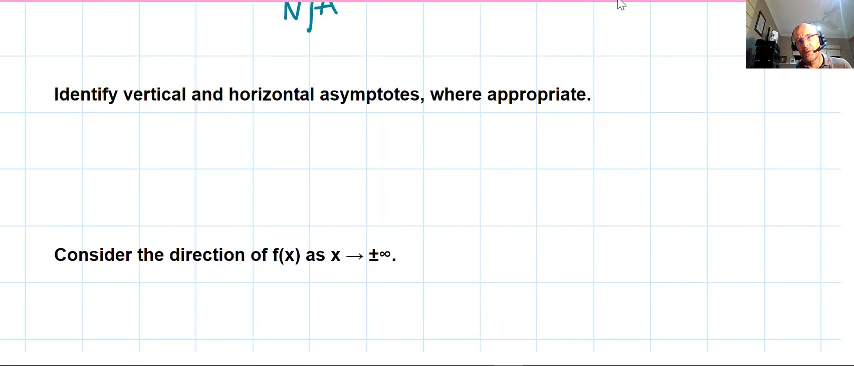 N/A
Identify vertical and horizontal asymptotes, where appropriate.
Consider the direction of f(x) as x → ±∞.